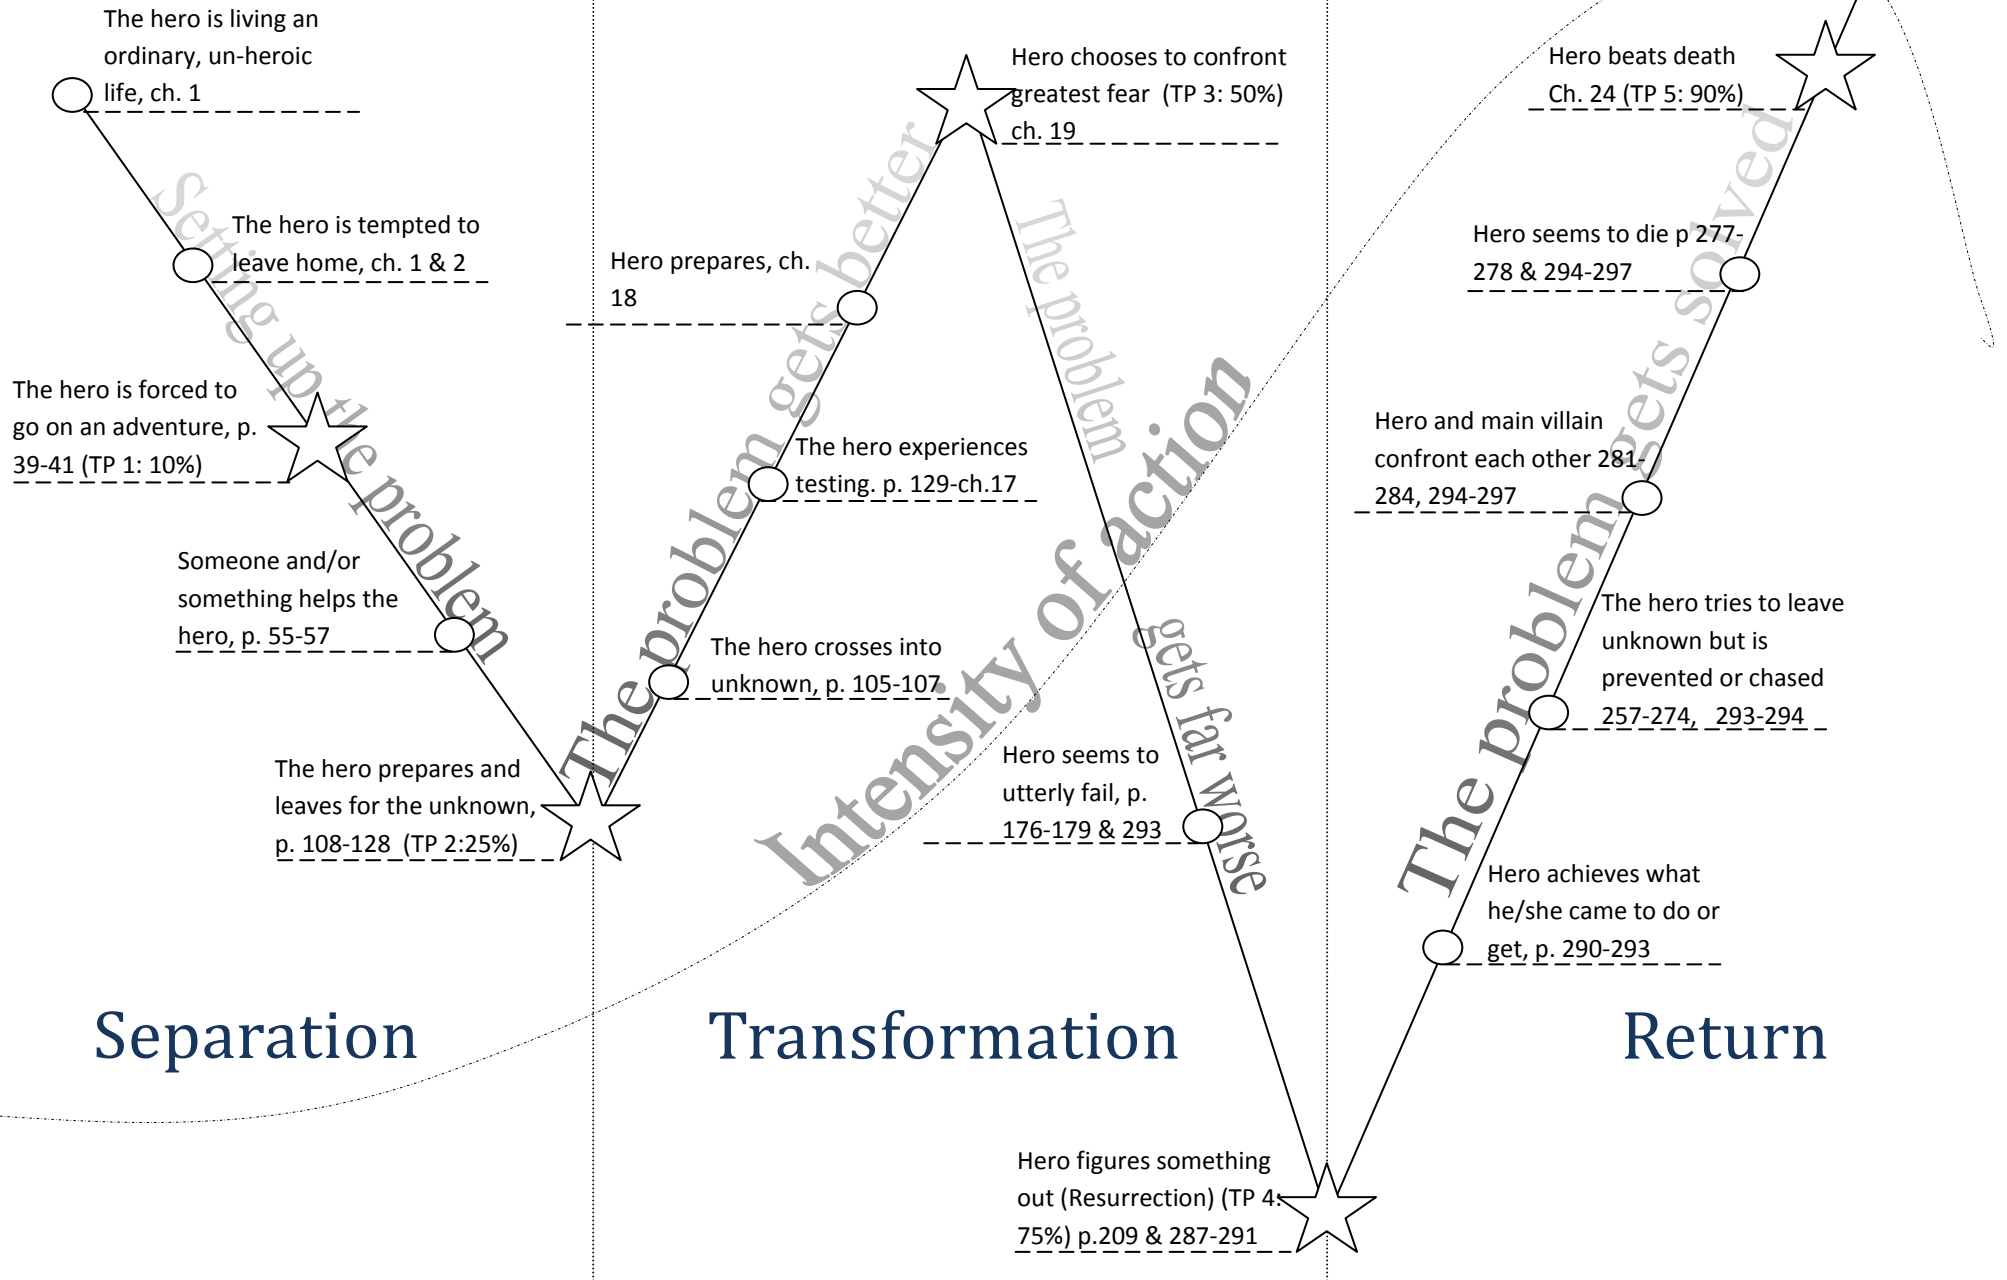 The hero is living an
ordinary, un-heroic
life, ch. 1
The hero is tempted to
leave home, ch. 1 & 2
Setting up the problem
The hero is forced to
go on an adventure, p.
39-41 (TP 1: 10%)
Someone and/or
something helps the
hero, p. 55-57
The hero prepares and
leaves for the unknown,
p. 108-128  (TP 2:25%)
Separation
The problem gets better
The hero crosses into
unknown, p. 105-107
The hero experiences
testing. p. 129-ch.17
Hero prepares, ch.
18
Hero chooses to confront
greatest fear  (TP 3: 50%)
ch. 19
The problem
gets far worse
Intensity of action
Hero seems to
utterly fail, p.
176-179 & 293
Transformation
Hero figures something
out (Resurrection) (TP 4:
75%) p.209 & 287-291
The problem gets solved
Hero achieves what
he/she came to do or
get, p. 290-293
The hero tries to leave
unknown but is
prevented or chased
257-274,   293-294
Hero and main villain
confront each other 281-
284, 294-297
Hero seems to die p 277-
278 & 294-297
Hero beats death
Ch. 24 (TP 5: 90%)
Return